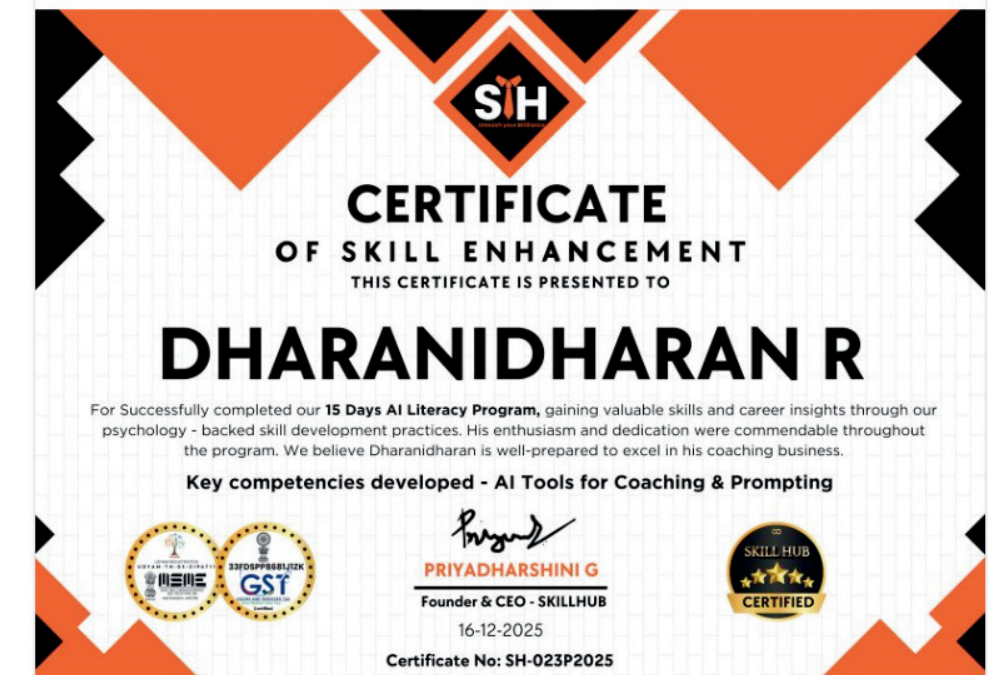 SH
CERTIFICATE
OF SKILL ENHANCEMENT
THIS CERTIFICATE IS PRESENTED TO
DHARANIDHARAN R
For Successfully completed our 15 Days AI Literacy Program, gaining valuable skills and career insights through our
psychology - backed skill development practices. His enthusiasm and dedication were commendable throughout
the program. We believe Dharanidharan is well-prepared to excel in his coaching business.
Key competencies developed - AI Tools for Coaching & Prompting
MSME
33FDSPP8681J1ZK
GST
Certified
PRIYADHARSHINI G
Founder & CEO - SKILLHUB
16-12-2025
Certificate No: SH-023P2025
SKILL HUB
CERTIFIED